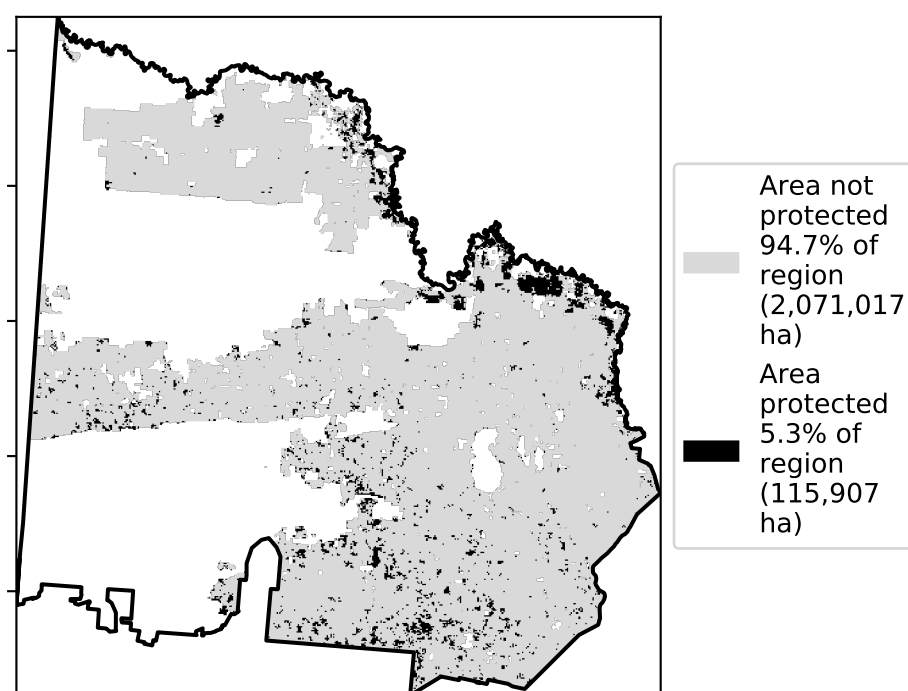 Area not
protected
94.7% of
region
(2,071,017
ha)
Area
protected
5.3% of
region
(115,907
ha)